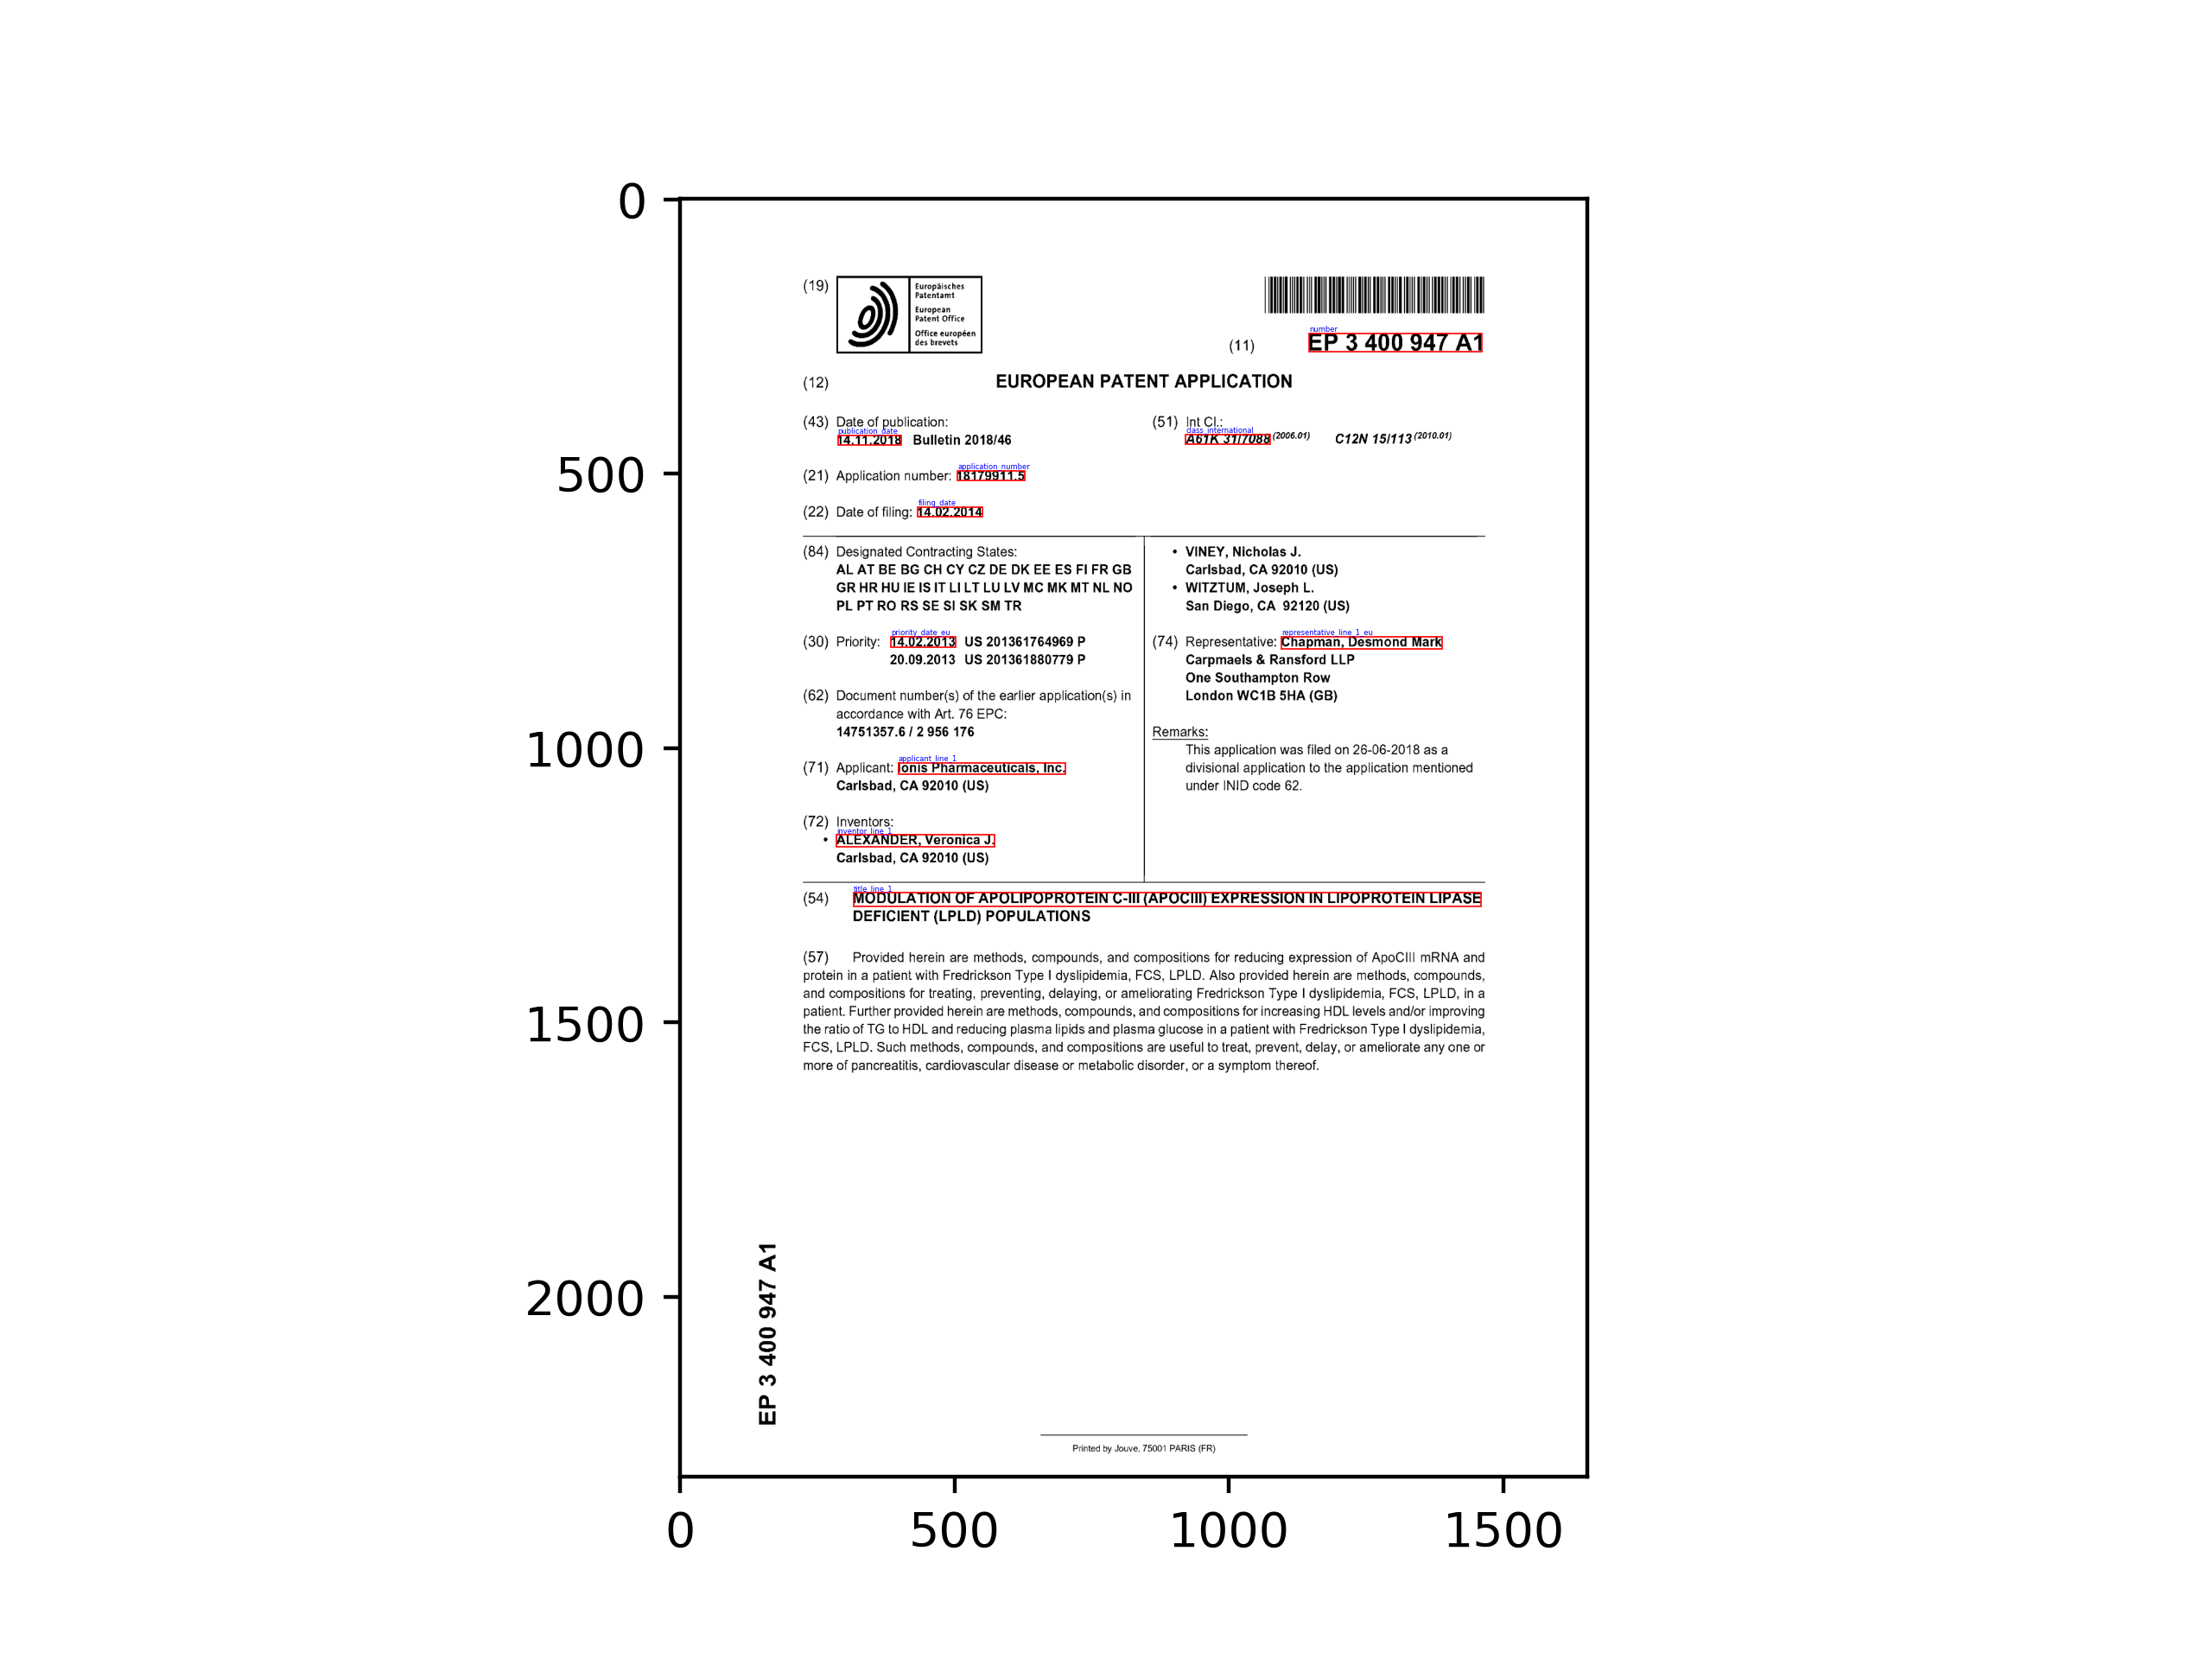 0
500
1000
1500
2000
0
500
1000
1500
(19)
Europäisches
Patentamt
European
Patent Office
Office européen
des brevets
number
(11) EP 3 400 947 A1
(12) EUROPEAN PATENT APPLICATION
(43) Date of publication:
publication_date
14.11.2018 Bulletin 2018/46
(51) Int Cl.:
class_international
A61K 31/7088 (2006.01) C12N 15/113 (2010.01)
application_number
(21) Application number: 18179911.5
filing_date
(22) Date of filing: 14.02.2014
(84) Designated Contracting States:
AL AT BE BG CH CY CZ DE DK EE ES FI FR GB
GR HR HU IE IS IT LI LT LU LV MC MK MT NL NO
PL PT RO RS SE SI SK SM TR
priority_date_eu
(30) Priority: 14.02.2013 US 201361764969 P
20.09.2013 US 201361880779 P
(62) Document number(s) of the earlier application(s) in
accordance with Art. 76 EPC:
14751357.6 / 2 956 176
applicant_line_1
(71) Applicant: Ionis Pharmaceuticals, Inc.
Carlsbad, CA 92010 (US)
(72) Inventors:
inventor_line_1
• ALEXANDER, Veronica J.
Carlsbad, CA 92010 (US)
• VINEY, Nicholas J.
Carlsbad, CA 92010 (US)
• WITZTUM, Joseph L.
San Diego, CA 92120 (US)
representative_line_1_eu
(74) Representative: Chapman, Desmond Mark
Carpmaels & Ransford LLP
One Southampton Row
London WC1B 5HA (GB)
Remarks:
This application was filed on 26-06-2018 as a
divisional application to the application mentioned
under INID code 62.
title_line_1
(54) MODULATION OF APOLIPOPROTEIN C-III (APOCIII) EXPRESSION IN LIPOPROTEIN LIPASE
DEFICIENT (LPLD) POPULATIONS
(57) Provided herein are methods, compounds, and compositions for reducing expression of ApoCIII mRNA and
protein in a patient with Fredrickson Type I dyslipidemia, FCS, LPLD. Also provided herein are methods, compounds,
and compositions for treating, preventing, delaying, or ameliorating Fredrickson Type I dyslipidemia, FCS, LPLD, in a
patient. Further provided herein are methods, compounds, and compositions for increasing HDL levels and/or improving
the ratio of TG to HDL and reducing plasma lipids and plasma glucose in a patient with Fredrickson Type I dyslipidemia,
FCS, LPLD. Such methods, compounds, and compositions are useful to treat, prevent, delay, or ameliorate any one or
more of pancreatitis, cardiovascular disease or metabolic disorder, or a symptom thereof.
EP 3 400 947 A1
Printed by Jouve, 75001 PARIS (FR)